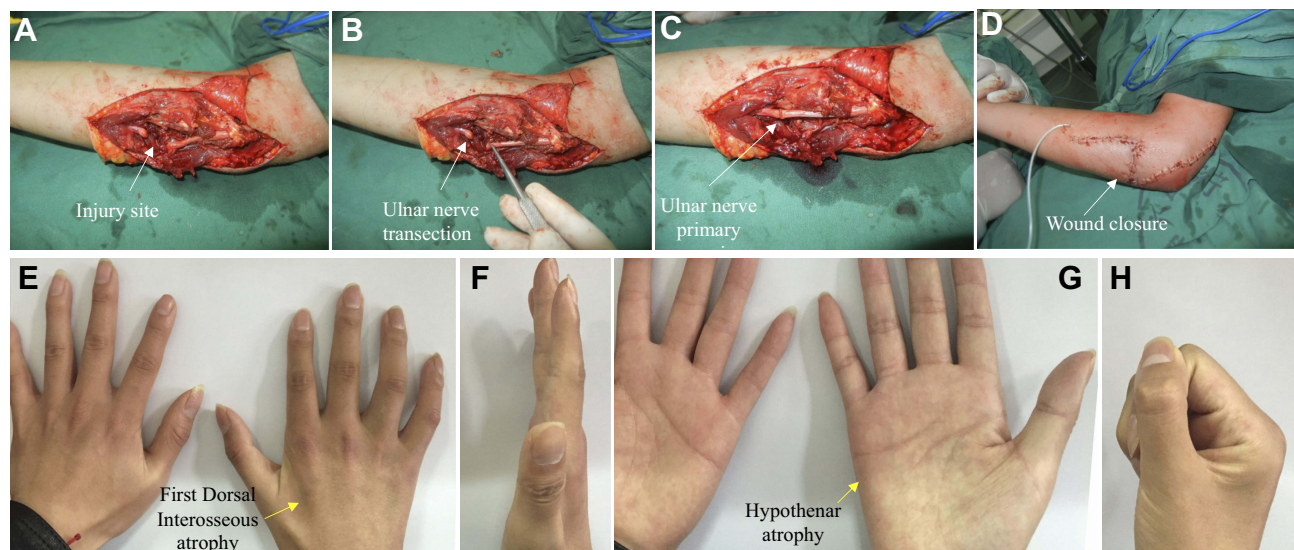 A
B
C
D
Injury site
Ulnar nerve
transection
Ulnar nerve
primary
Wound closure
E
F
G
H
First Dorsal
Interosseous
atrophy
Hypothenar
atrophy